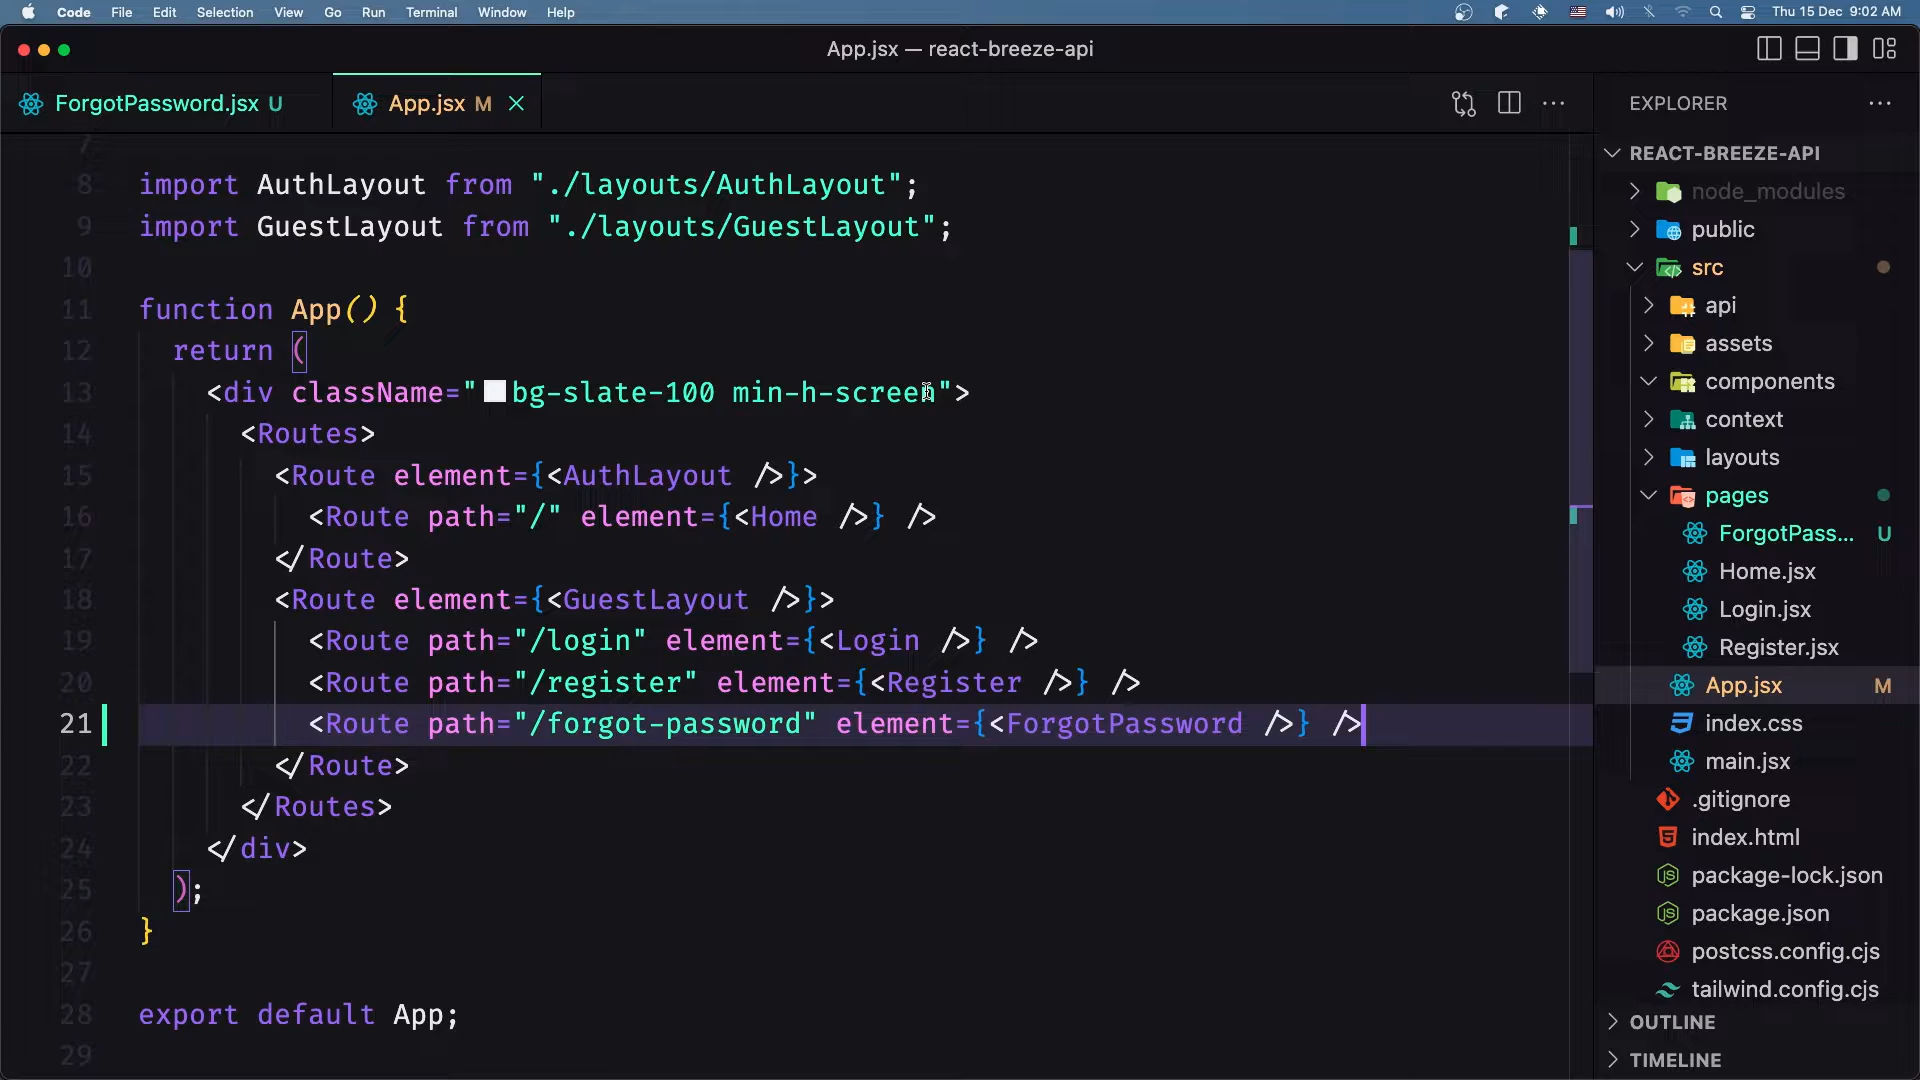 Code File Edit Selection View Go Run Terminal Window Help Thu 15 Dec 9:02 AM
App.jsx — react-breeze-api
ForgotPassword.jsx U App.jsx M
EXPLORER
REACT-BREEZE-API
node_modules
public
src
api
assets
components
context
layouts
pages
ForgotPass... U
Home.jsx
Login.jsx
Register.jsx
App.jsx M
index.css
main.jsx
.gitignore
index.html
package-lock.json
package.json
postcss.config.cjs
tailwind.config.cjs
OUTLINE
TIMELINE
7
8 import AuthLayout from "./layouts/AuthLayout";
9 import GuestLayout from "./layouts/GuestLayout";
10
11 function App() {
12 return (
13 <div className="bg-slate-100 min-h-screen">
14 <Routes>
15 <Route element={<AuthLayout />}>
16 <Route path="/" element={<Home />} />
17 </Route>
18 <Route element={<GuestLayout />}>
19 <Route path="/login" element={<Login />} />
20 <Route path="/register" element={<Register />} />
21 <Route path="/forgot-password" element={<ForgotPassword />} />
22 </Route>
23 </Routes>
24 </div>
25 );
26 }
27
28 export default App;
29